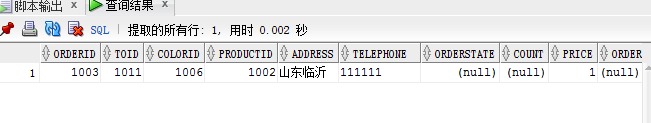 脚本输出 × 查询结果 ×
SQL | 提取的所有行: 1, 用时 0.002 秒
ORDERID TOID COLORID PRODUCTID ADDRESS TELEPHONE ORDERSTATE COUNT PRICE ORDER
1 1003 1011 1006 1002 山东临沂 111111 (null) (null) 1 (null)